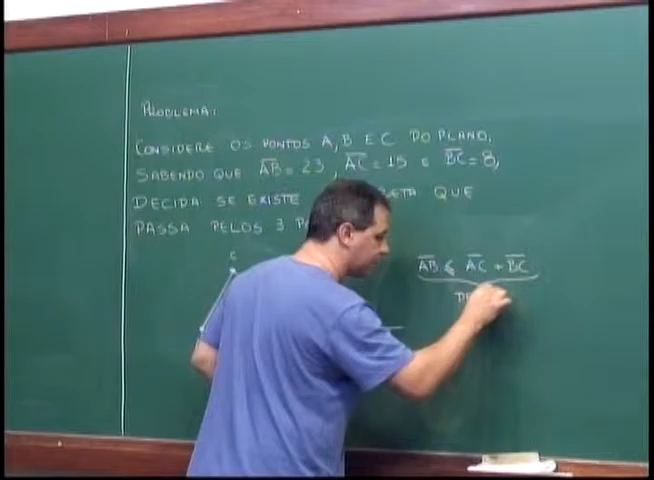 PROBLEMA:
CONSIDERE OS PONTOS A, B E C DO PLANO.
SABENDO QUE AB = 23, AC = 15 E BC = 8,
DECIDA SE EXISTE QUE
PASSA PELOS 3
C
AB ≤ AC + BC